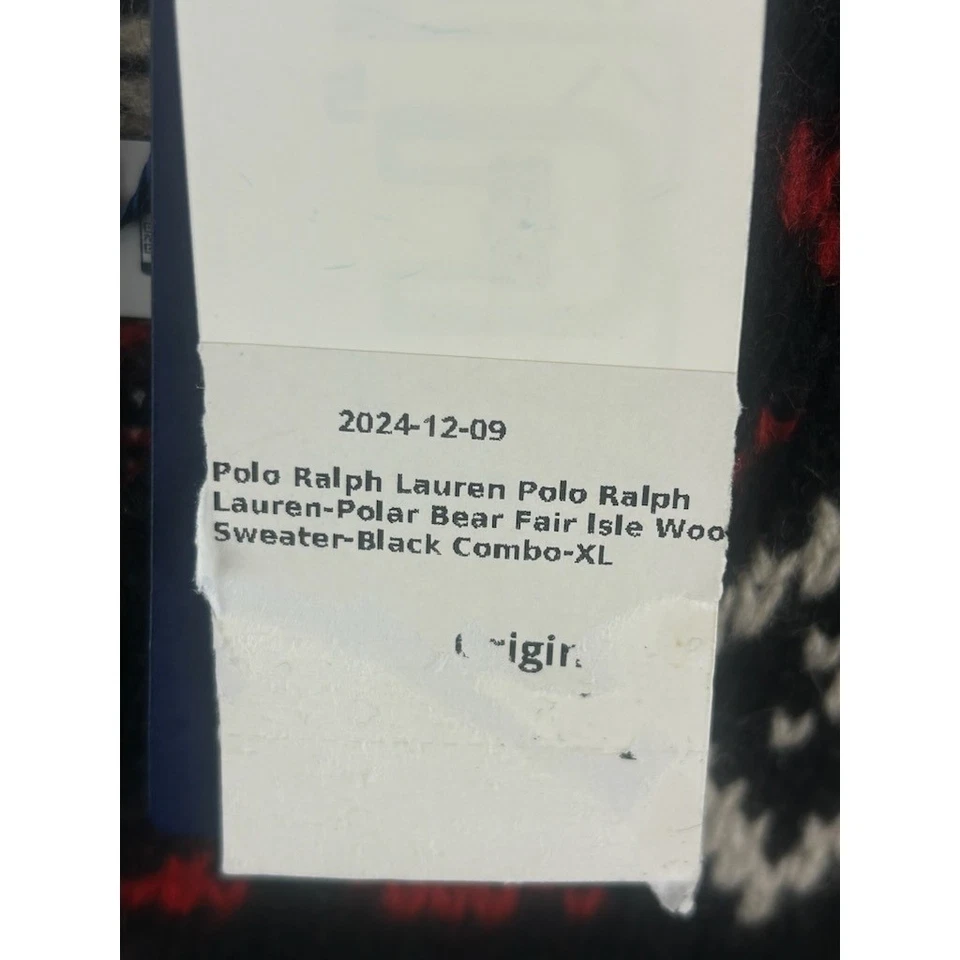 2024-12-09
Polo Ralph Lauren Polo Ralph
Lauren-Polar Bear Fair Isle Woo
Sweater-Black Combo-XL